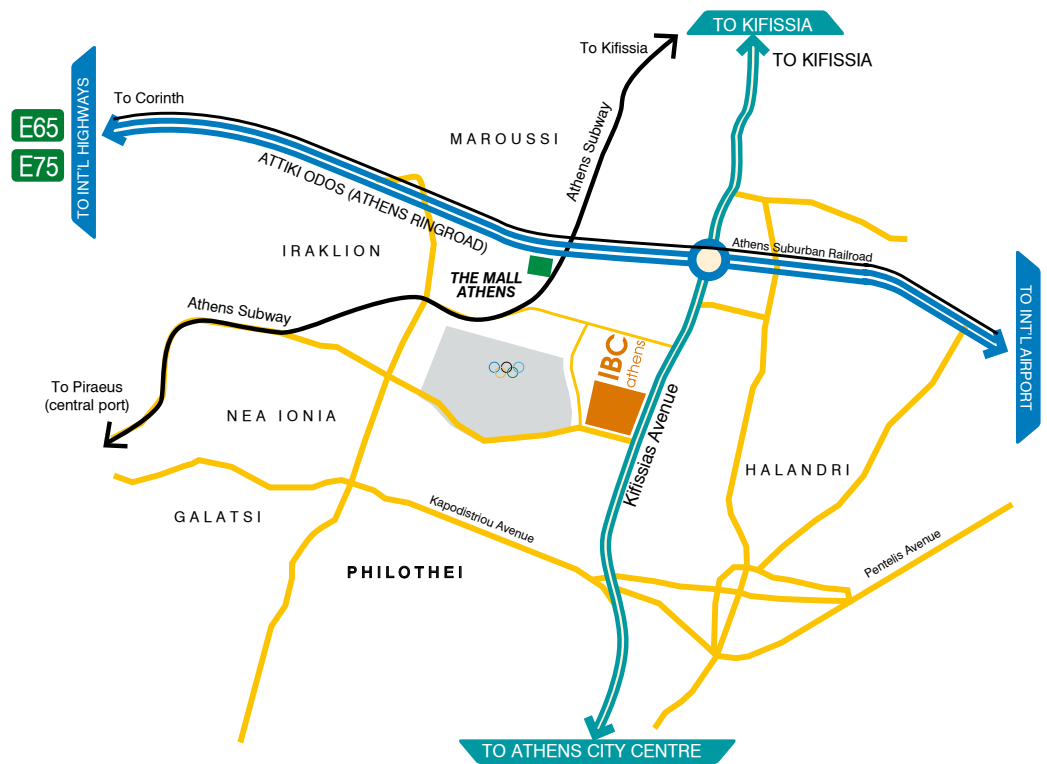 TO KIFISSIA
To Kifissia
TO KIFISSIA
TO INT'L HIGHWAYS
E65
E75
To Corinth
MAROUSSI
Athens Subway
ATTIKI ODOS (ATHENS RINGROAD)
IRAKLION
Athens Suburban Railroad
THE MALL
ATHENS
TO INT'L AIRPORT
Athens Subway
IBC
athens
To Piraeus
(central port)
NEA IONIA
Kifissias Avenue
HALANDRI
GALATSI
Kapodistriou Avenue
Pentelis Avenue
PHILOTHEI
TO ATHENS CITY CENTRE